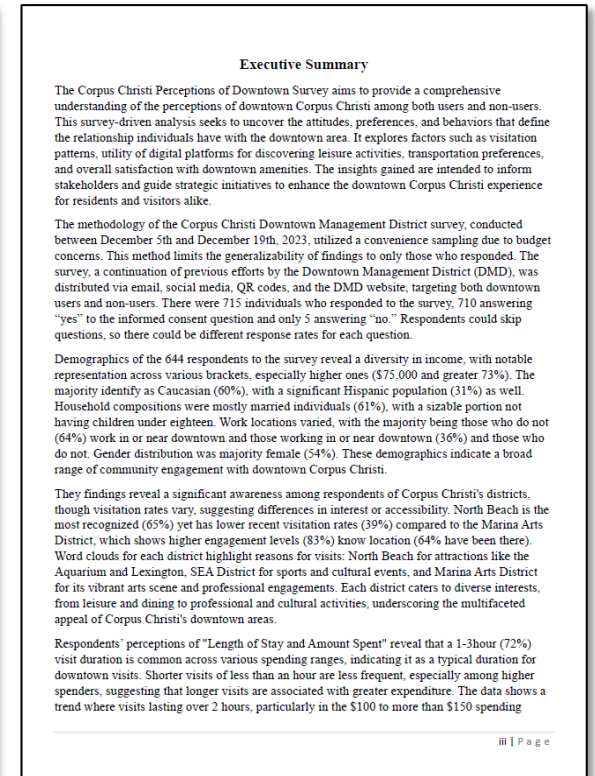 Executive Summary
The Corpus Christi Perceptions of Downtown Survey aims to provide a comprehensive
understanding of the perceptions of downtown Corpus Christi among both users and non-users.
This survey-driven analysis seeks to uncover the attitudes, preferences, and behaviors that define
the relationship individuals have with the downtown area. It explores factors such as visitation
patterns, utility of digital platforms for discovering leisure activities, transportation preferences,
and overall satisfaction with downtown amenities. The insights gained are intended to inform
stakeholders and guide strategic initiatives to enhance the downtown Corpus Christi experience
for residents and visitors alike.
The methodology of the Corpus Christi Downtown Management District survey, conducted
between December 5th and December 19th, 2023, utilized a convenience sampling due to budget
concerns. This method limits the generalizability of findings to only those who responded. The
survey, a continuation of previous efforts by the Downtown Management District (DMD), was
distributed via email, social media, QR codes, and the DMD website, targeting both downtown
users and non-users. There were 715 individuals who responded to the survey, 710 answering
“yes” to the informed consent question and only 5 answering “no.” Respondents could skip
questions, so there could be different response rates for each question.
Demographics of the 644 respondents to the survey reveal a diversity in income, with notable
representation across various brackets, especially higher ones ($75,000 and greater 73%). The
majority identify as Caucasian (60%), with a significant Hispanic population (31%) as well.
Household compositions were mostly married individuals (61%), with a sizable portion not
having children under eighteen. Work locations varied, with the majority being those who do not
(64%) work in or near downtown and those working in or near downtown (36%) and those who
do not. Gender distribution was majority female (54%). These demographics indicate a broad
range of community engagement with downtown Corpus Christi.
They findings reveal a significant awareness among respondents of Corpus Christi's districts,
though visitation rates vary, suggesting differences in interest or accessibility. North Beach is the
most recognized (65%) yet has lower recent visitation rates (39%) compared to the Marina Arts
District, which shows higher engagement levels (83%) know location (64% have been there).
Word clouds for each district highlight reasons for visits: North Beach for attractions like the
Aquarium and Lexington, SEA District for sports and cultural events, and Marina Arts District
for its vibrant arts scene and professional engagements. Each district caters to diverse interests,
from leisure and dining to professional and cultural activities, underscoring the multifaceted
appeal of Corpus Christi's downtown areas.
Respondents' perceptions of "Length of Stay and Amount Spent" reveal that a 1-3hour (72%)
visit duration is common across various spending ranges, indicating it as a typical duration for
downtown visits. Shorter visits of less than an hour are less frequent, especially among higher
spenders, suggesting that longer visits are associated with greater expenditure. The data shows a
trend where visits lasting over 2 hours, particularly in the $100 to more than $150 spending
iii | Page